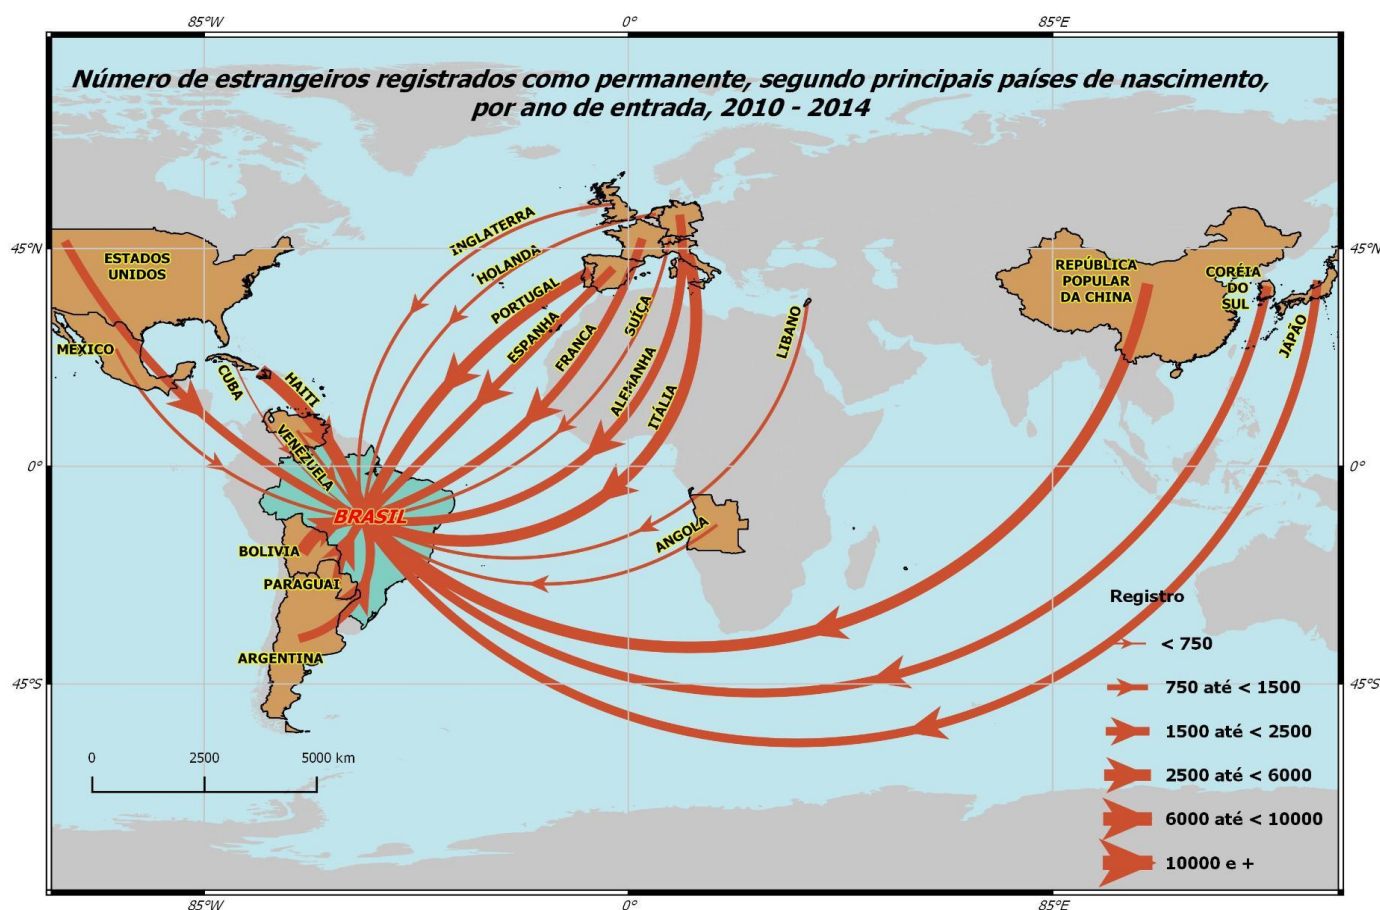 85°W 0° 85°E
Número de estrangeiros registrados como permanente, segundo principais países de nascimento,
por ano de entrada, 2010 - 2014
45°N 45°N
INGLATERRA
HOLANDA
PORTUGAL
ESPANHA
FRANCA
SUÍÇA
ALEMANHA
ITÁLIA
LIBANO
ESTADOS
UNIDOS
MÉXICO
CUBA
HAITI
VENEZUELA
REPÚBLICA
POPULAR
DA CHINA
CORÉIA
DO
SUL
JAPÃO
0° 0°
BRASIL
BOLIVIA
PARAGUAI
ARGENTINA
ANGOLA
45°S 45°S
0 2500 5000 km
Registro
< 750
750 até < 1500
1500 até < 2500
2500 até < 6000
6000 até < 10000
10000 e +
85°W 0° 85°E